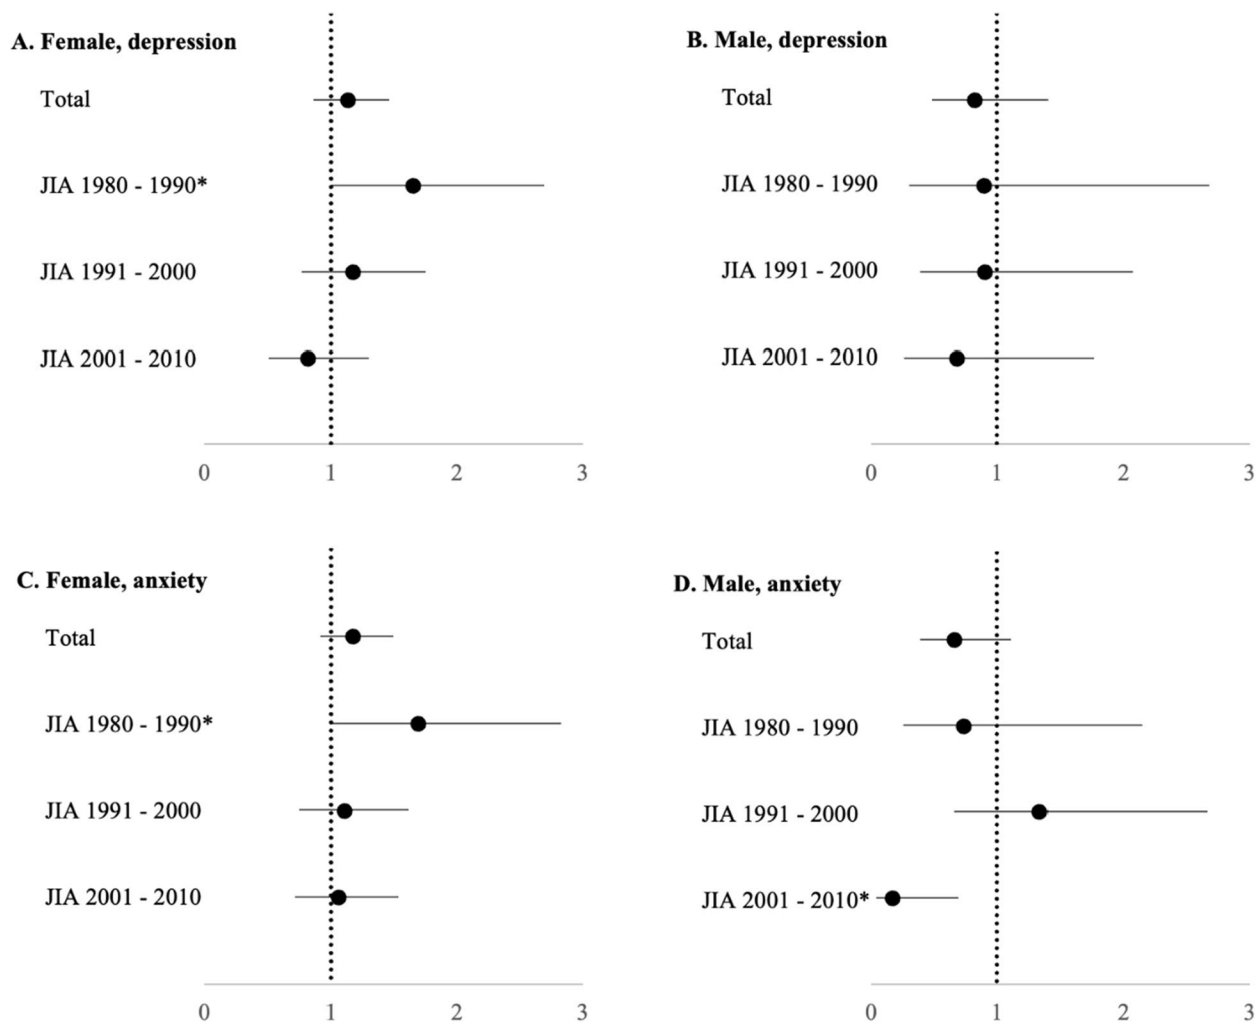 A. Female, depression
Total
JIA 1980 - 1990*
JIA 1991 - 2000
JIA 2001 - 2010
0 1 2 3
B. Male, depression
Total
JIA 1980 - 1990
JIA 1991 - 2000
JIA 2001 - 2010
0 1 2 3
C. Female, anxiety
Total
JIA 1980 - 1990*
JIA 1991 - 2000
JIA 2001 - 2010
0 1 2 3
D. Male, anxiety
Total
JIA 1980 - 1990
JIA 1991 - 2000
JIA 2001 - 2010*
0 1 2 3